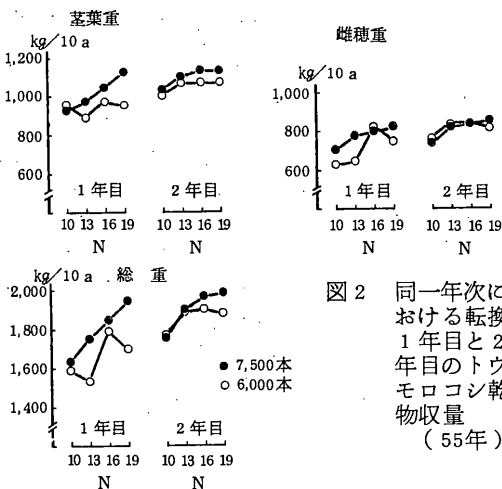 茎葉重
kg/10 a
1,200
1,000
800
600
1年目
2年目
10 13 16 19
10 13 16 19
N
N
雌穂重
kg/10 a
1,000
800
600
1年目
2年目
10 13 16 19
10 13 16 19
N
N
総重
kg/10 a
2,000
1,800
1,600
1,400
● 7,500本
○ 6,000本
1年目
2年目
10 13 16 19
10 13 16 19
N
N
図2 同一年次に
おける転換
1年目と2
年目のトウ
モロコシ乾
物収量
(55年)